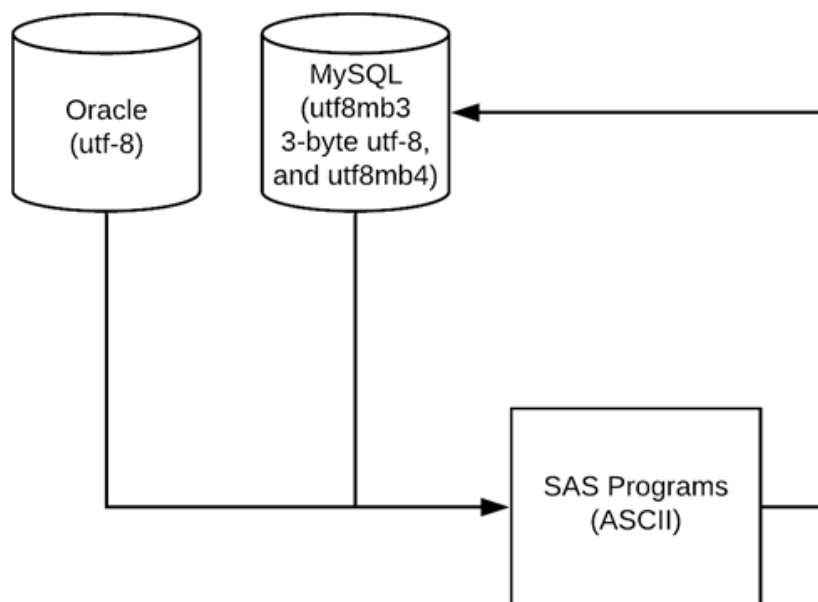 Oracle
(utf-8)
MySQL
(utf8mb3
3-byte utf-8,
and utf8mb4)
SAS Programs
(ASCII)